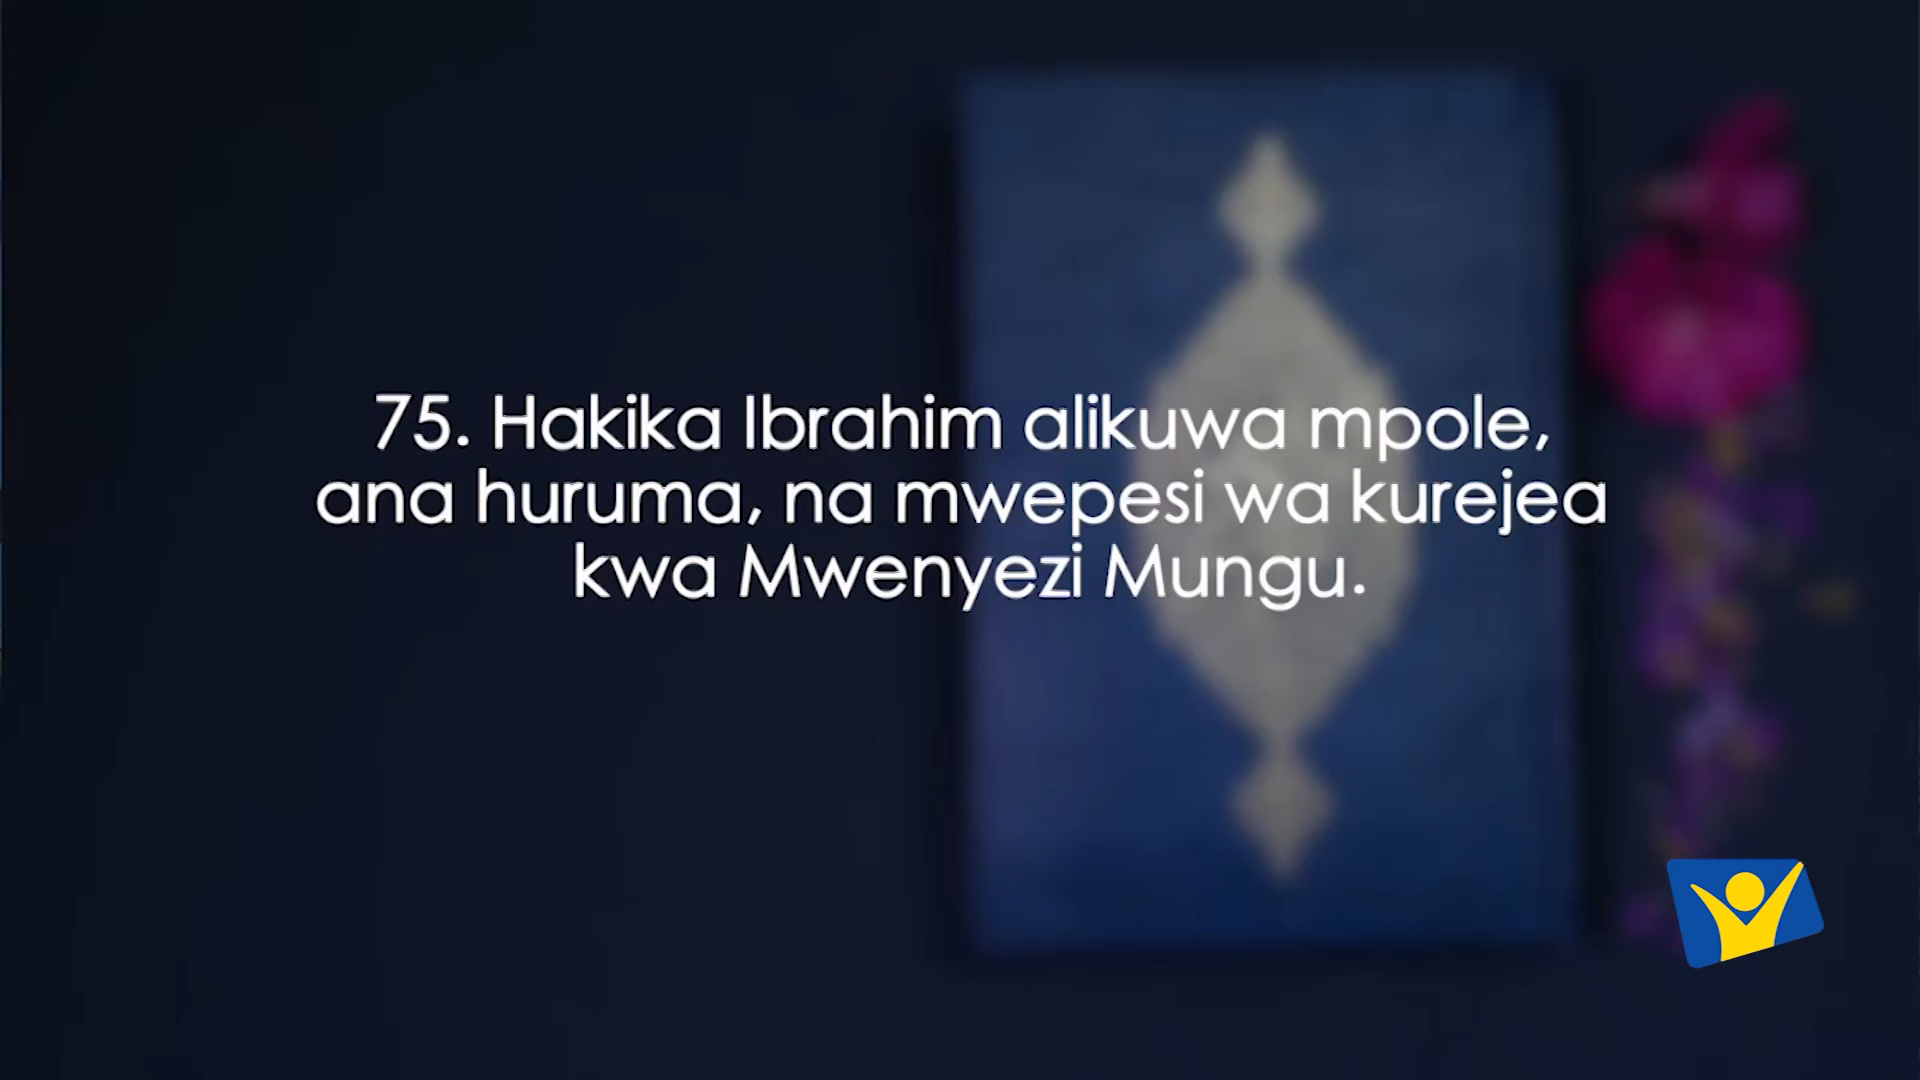 75. Hakika Ibrahim alikuwa mpole,
ana huruma, na mwepesi wa kurejea
kwa Mwenyezi Mungu.